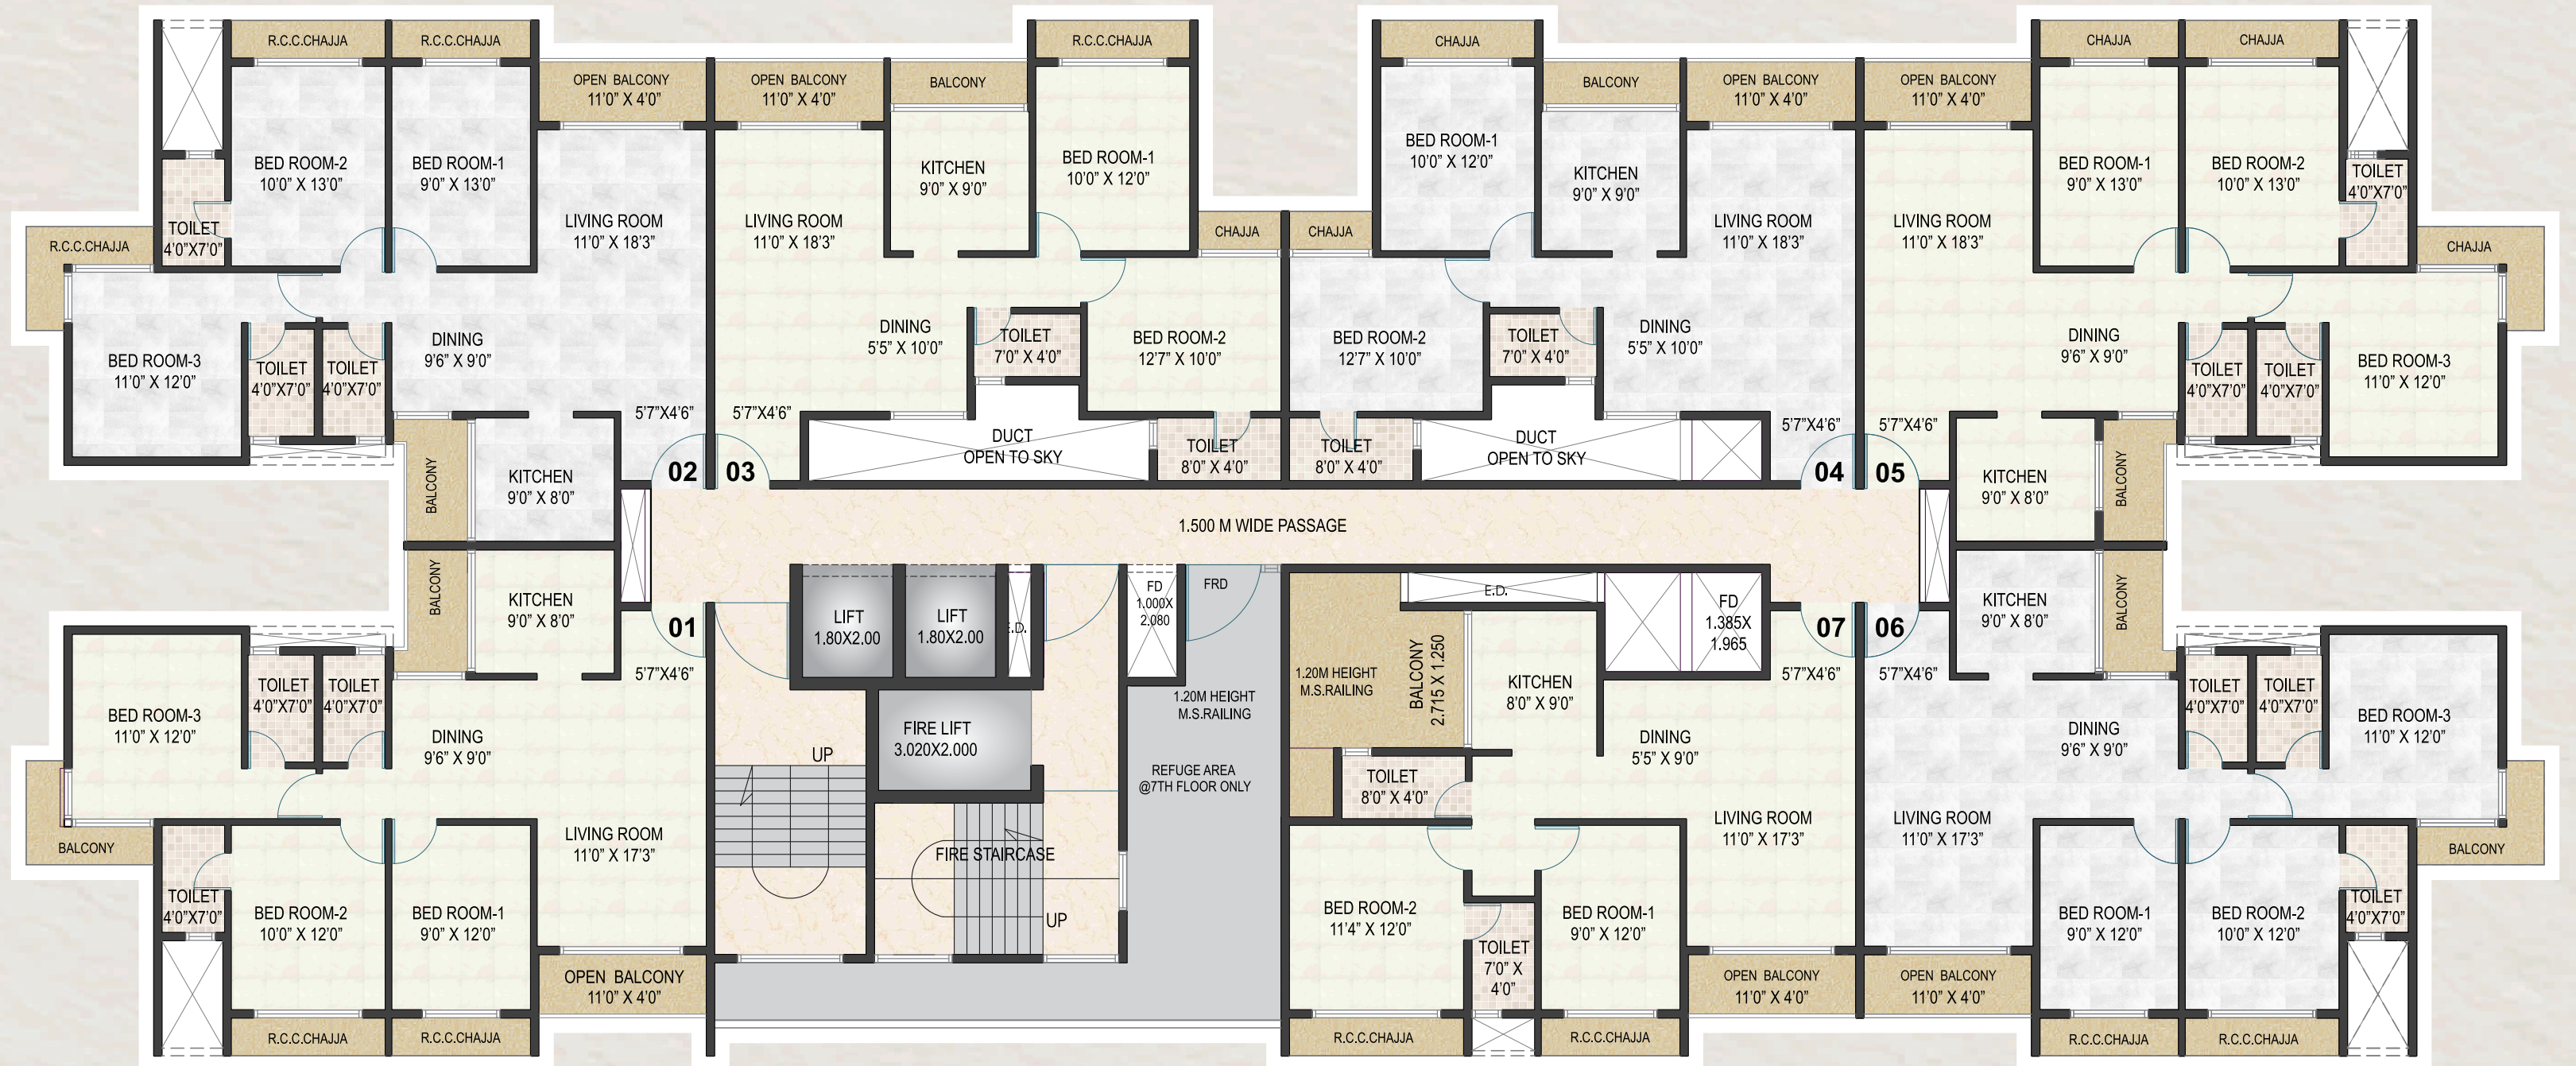 R.C.C.CHAJJA
R.C.C.CHAJJA
OPEN BALCONY
11'0" X 4'0"
OPEN BALCONY
11'0" X 4'0"
BALCONY
R.C.C.CHAJJA
CHAJJA
BALCONY
OPEN BALCONY
11'0" X 4'0"
OPEN BALCONY
11'0" X 4'0"
CHAJJA
CHAJJA
BED ROOM-2
10'0" X 13'0"
BED ROOM-1
9'0" X 13'0"
TOILET
4'0"X7'0"
LIVING ROOM
11'0" X 18'3"
LIVING ROOM
11'0" X 18'3"
KITCHEN
9'0" X 9'0"
BED ROOM-1
10'0" X 12'0"
CHAJJA
CHAJJA
BED ROOM-1
10'0" X 12'0"
KITCHEN
9'0" X 9'0"
LIVING ROOM
11'0" X 18'3"
LIVING ROOM
11'0" X 18'3"
BED ROOM-1
9'0" X 13'0"
BED ROOM-2
10'0" X 13'0"
TOILET
4'0"X7'0"
R.C.C.CHAJJA
CHAJJA
BED ROOM-3
11'0" X 12'0"
TOILET
4'0"X7'0"
TOILET
4'0"X7'0"
DINING
9'6" X 9'0"
DINING
5'5" X 10'0"
TOILET
7'0" X 4'0"
BED ROOM-2
12'7" X 10'0"
BED ROOM-2
12'7" X 10'0"
TOILET
7'0" X 4'0"
DINING
5'5" X 10'0"
DINING
9'6" X 9'0"
TOILET
4'0"X7'0"
TOILET
4'0"X7'0"
BED ROOM-3
11'0" X 12'0"
5'7"X4'6"
5'7"X4'6"
5'7"X4'6"
5'7"X4'6"
BALCONY
KITCHEN
9'0" X 8'0"
02
03
DUCT
OPEN TO SKY
TOILET
8'0" X 4'0"
TOILET
8'0" X 4'0"
DUCT
OPEN TO SKY
04
05
KITCHEN
9'0" X 8'0"
BALCONY
1.500 M WIDE PASSAGE
BALCONY
KITCHEN
9'0" X 8'0"
01
5'7"X4'6"
LIFT
1.80X2.00
LIFT
1.80X2.00
E.D.
FD
1.000X
2.080
FRD
E.D.
FD
1.385X
1.965
07
06
5'7"X4'6"
5'7"X4'6"
KITCHEN
9'0" X 8'0"
BALCONY
BED ROOM-3
11'0" X 12'0"
TOILET
4'0"X7'0"
TOILET
4'0"X7'0"
DINING
9'6" X 9'0"
UP
FIRE LIFT
3.020X2.000
1.20M HEIGHT
M.S.RAILING
REFUGE AREA
@7TH FLOOR ONLY
1.20M HEIGHT
M.S.RAILING
BALCONY
2.715 X 1.250
KITCHEN
8'0" X 9'0"
TOILET
8'0" X 4'0"
DINING
5'5" X 9'0"
DINING
9'6" X 9'0"
TOILET
4'0"X7'0"
TOILET
4'0"X7'0"
BED ROOM-3
11'0" X 12'0"
BALCONY
LIVING ROOM
11'0" X 17'3"
FIRE STAIRCASE
UP
LIVING ROOM
11'0" X 17'3"
LIVING ROOM
11'0" X 17'3"
BALCONY
TOILET
4'0"X7'0"
BED ROOM-2
10'0" X 12'0"
BED ROOM-1
9'0" X 12'0"
BED ROOM-2
11'4" X 12'0"
TOILET
7'0" X
4'0"
BED ROOM-1
9'0" X 12'0"
BED ROOM-1
9'0" X 12'0"
BED ROOM-2
10'0" X 12'0"
TOILET
4'0"X7'0"
OPEN BALCONY
11'0" X 4'0"
OPEN BALCONY
11'0" X 4'0"
OPEN BALCONY
11'0" X 4'0"
R.C.C.CHAJJA
R.C.C.CHAJJA
R.C.C.CHAJJA
R.C.C.CHAJJA
R.C.C.CHAJJA
R.C.C.CHAJJA